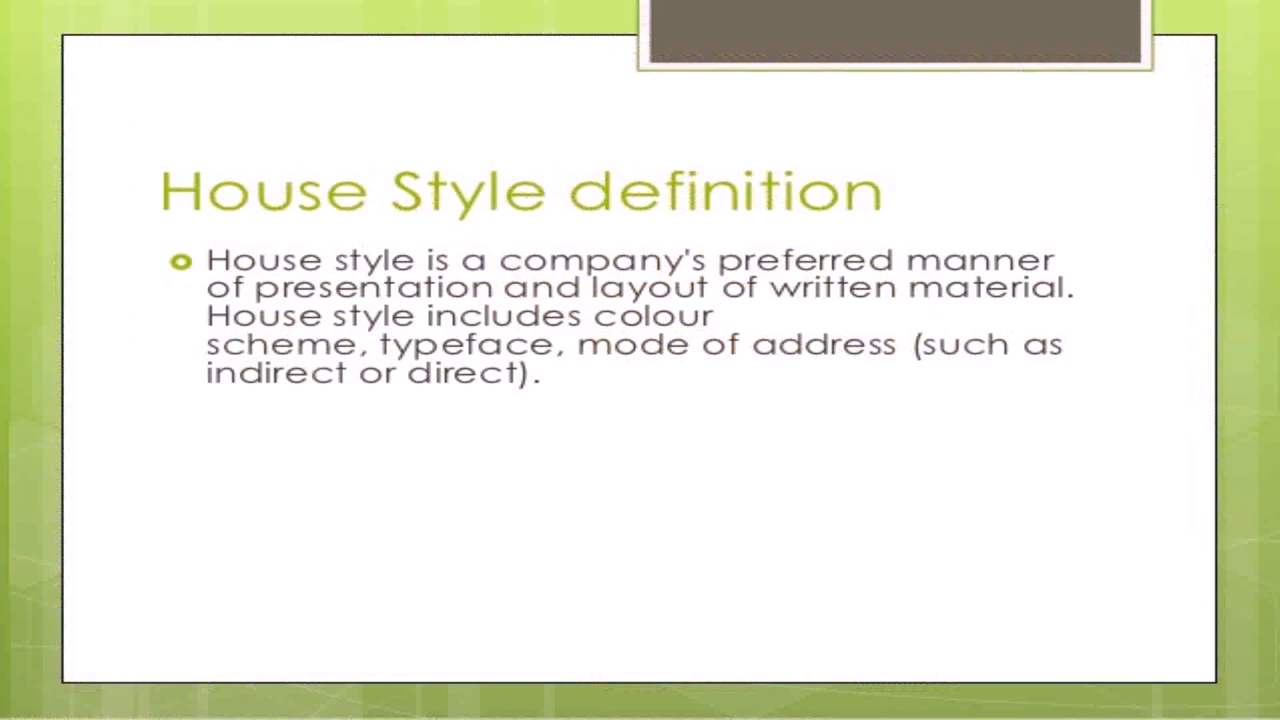 House Style definition
House style is a company's preferred manner
of presentation and layout of written material.
House style includes colour
scheme, typeface, mode of address (such as
indirect or direct).